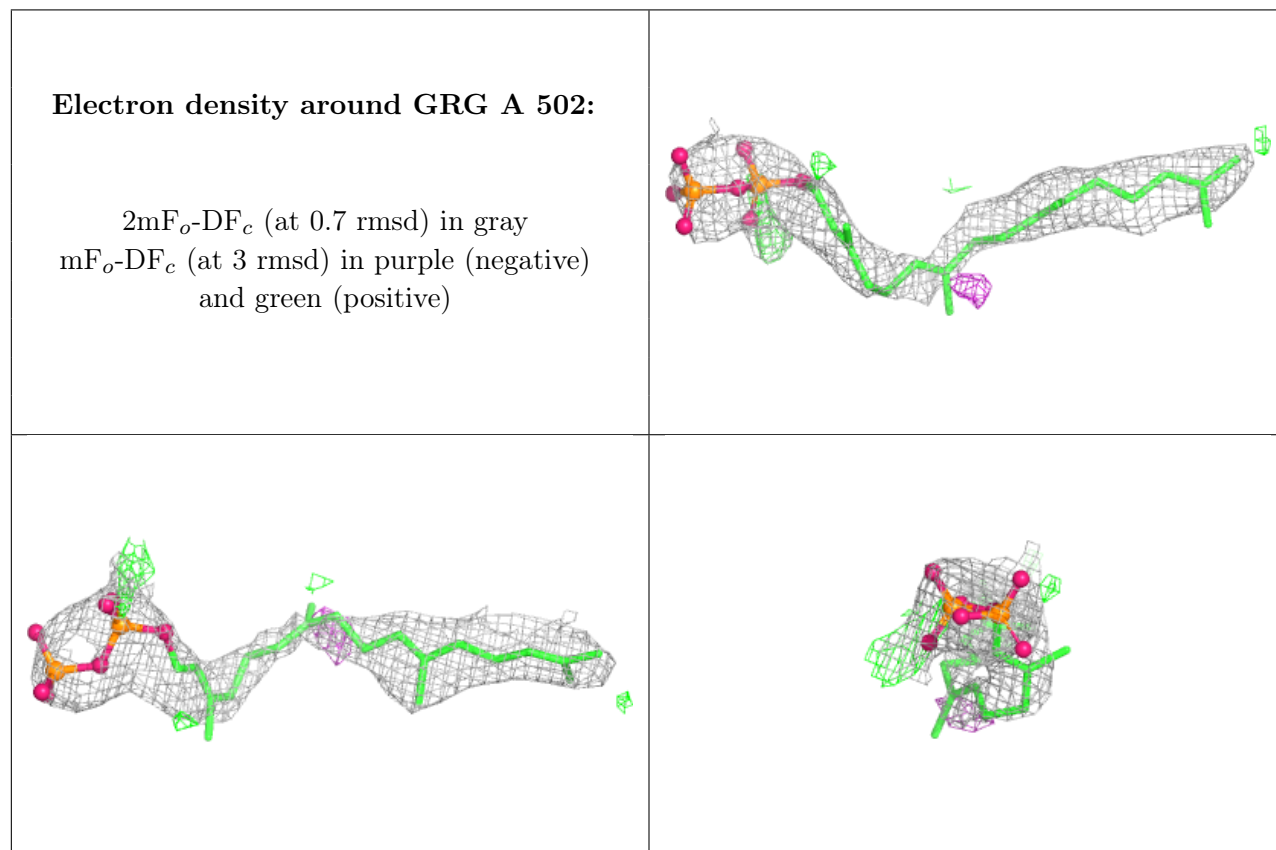 Electron density around GRG A 502:
2mFo-DFc (at 0.7 rmsd) in gray
mFo-DFc (at 3 rmsd) in purple (negative)
and green (positive)